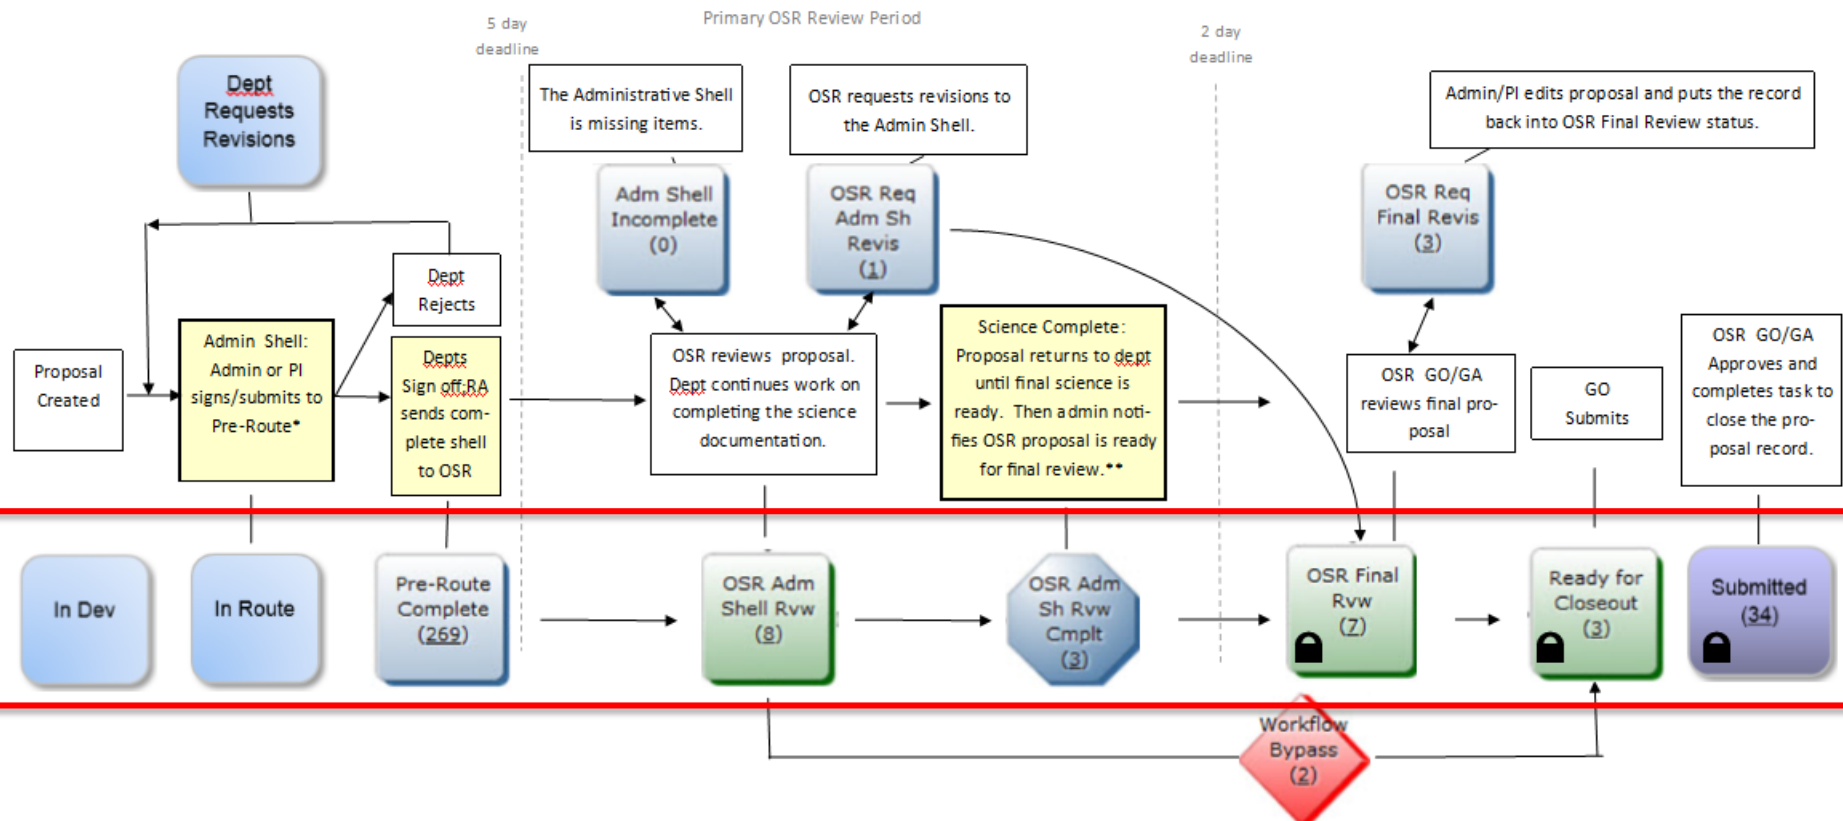 Primary OSR Review Period
5 day
deadline
2 day
deadline
Dept
Requests
Revisions
The Administrative Shell
is missing items.
OSR requests revisions to
the Admin Shell.
Admin/PI edits proposal and puts the record
back into OSR Final Review status.
Adm Shell
Incomplete
(0)
OSR Req
Adm Sh
Revis
(1)
OSR Req
Final Revis
(3)
Dept
Rejects
Proposal
Created
Admin Shell:
Admin or PI
signs/submits to
Pre-Route*
Depts
Sign off;RA
sends com-
plete shell
to OSR
OSR reviews proposal.
Dept continues work on
completing the science
documentation.
Science Complete:
Proposal returns to dept
until final science is
ready. Then admin noti-
fies OSR proposal is ready
for final review.**
OSR GO/GA
reviews final pro-
posal
GO
Submits
OSR GO/GA
Approves and
completes task to
close the pro-
posal record.
In Dev
In Route
Pre-Route
Complete
(269)
OSR Adm
Shell Rvw
(8)
OSR Adm
Sh Rvw
Cmplt
(3)
OSR Final
Rvw
(7)
Ready for
Closeout
(3)
Submitted
(34)
Workflow
Bypass
(2)